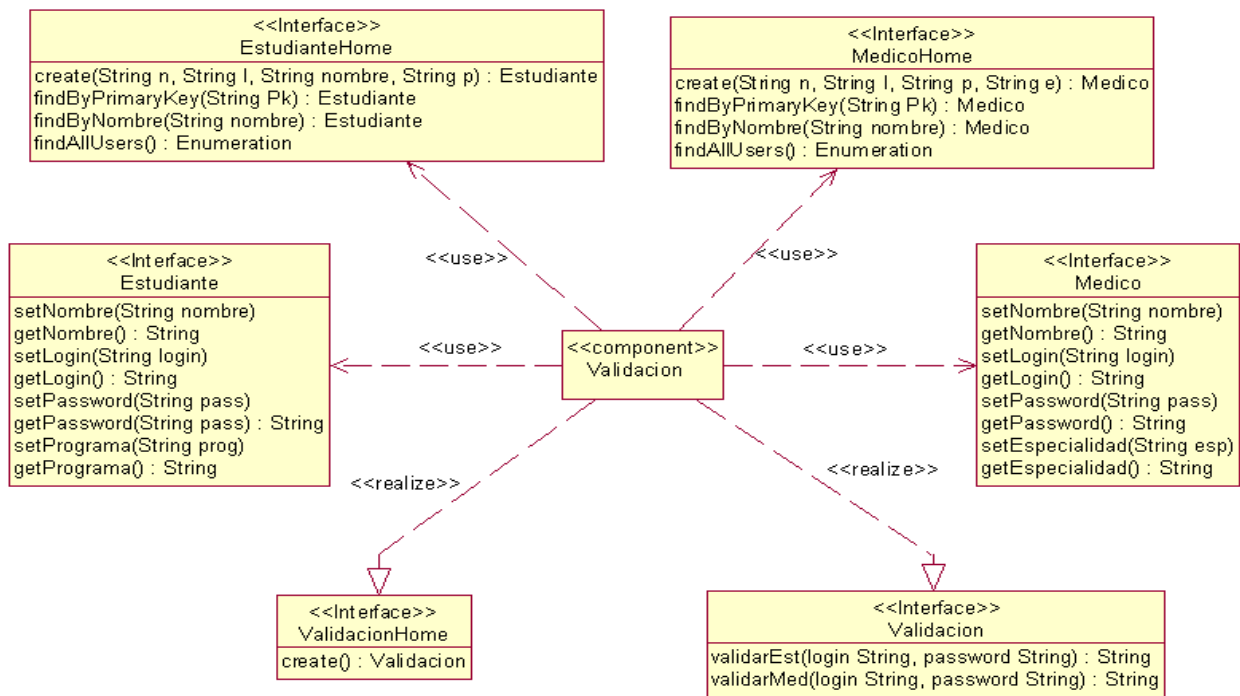 <<Interface>>
EstudianteHome
create(String n, String l, String nombre, String p) : Estudiante
findByPrimaryKey(String Pk) : Estudiante
findByNombre(String nombre) : Estudiante
findAllUsers() : Enumeration
<<Interface>>
MedicoHome
create(String n, String l, String p, String e) : Medico
findByPrimaryKey(String Pk) : Medico
findByNombre(String nombre) : Medico
findAllUsers() : Enumeration
<<use>>
<<use>>
<<Interface>>
Estudiante
setNombre(String nombre)
getNombre() : String
setLogin(String login)
getLogin() : String
setPassword(String pass)
getPassword(String pass) : String
setPrograma(String prog)
getPrograma() : String
<<use>>
<<component>>
Validacion
<<use>>
<<Interface>>
Medico
setNombre(String nombre)
getNombre() : String
setLogin(String login)
getLogin() : String
setPassword(String pass)
getPassword() : String
setEspecialidad(String esp)
getEspecialidad() : String
<<realize>>
<<realize>>
<<Interface>>
ValidacionHome
create() : Validacion
<<Interface>>
Validacion
validarEst(login String, password String) : String
validarMed(login String, password String) : String